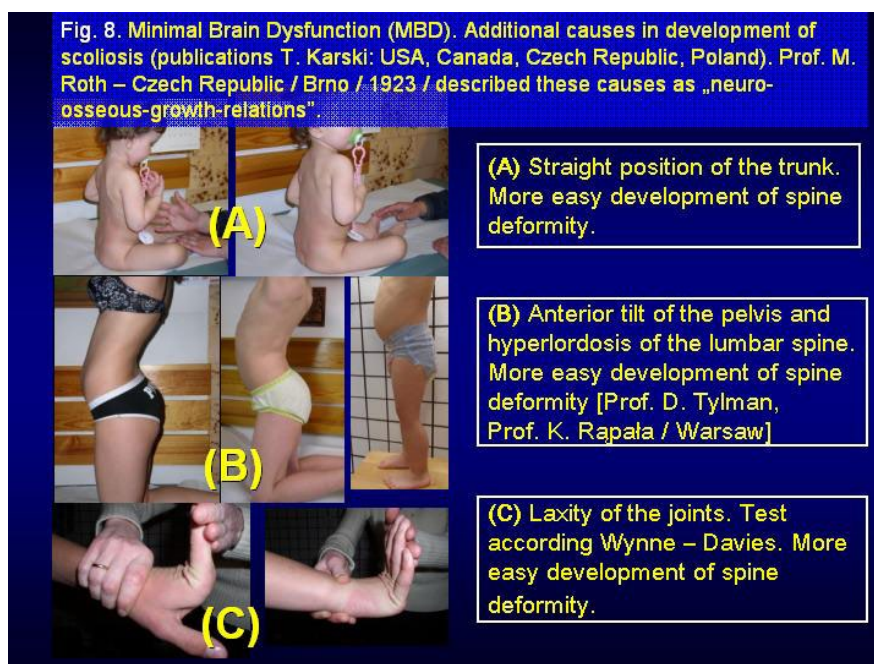 Fig. 8. Minimal Brain Dysfunction (MBD). Additional causes in development of
scoliosis (publications T. Karski: USA, Canada, Czech Republic, Poland). Prof. M.
Roth – Czech Republic / Brno / 1923 / described these causes as „neuro-
osseous-growth-relations”.
(A)
(A) Straight position of the trunk.
More easy development of spine
deformity.
(B)
(B) Anterior tilt of the pelvis and
hyperlordosis of the lumbar spine.
More easy development of spine
deformity [Prof. D. Tylman,
Prof. K. Rąpała / Warsaw]
(C)
(C) Laxity of the joints. Test
according Wynne – Davies. More
easy development of spine
deformity.